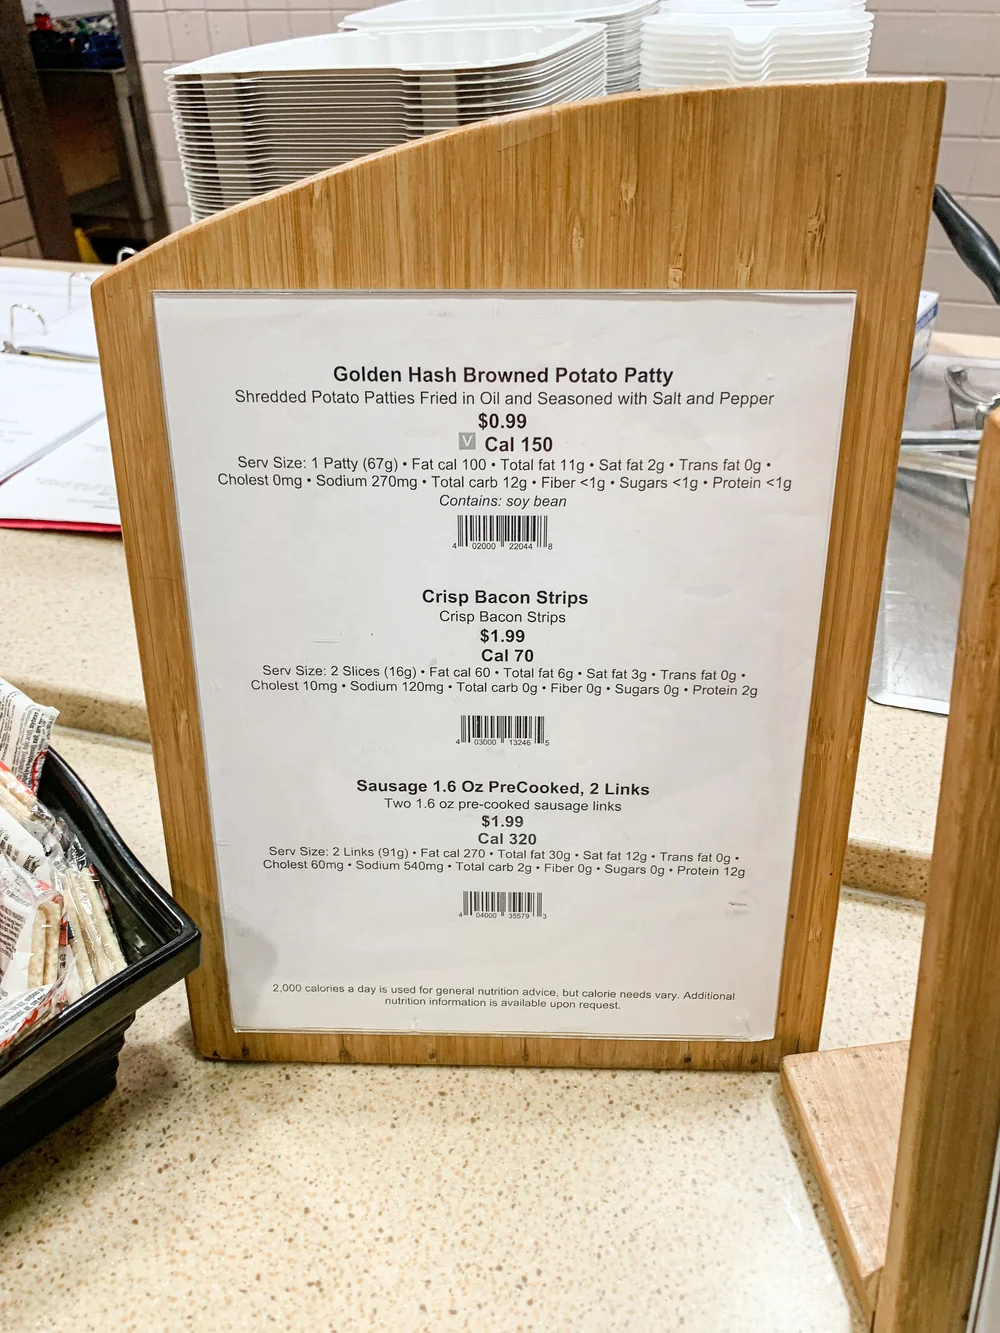 Golden Hash Browned Potato Patty
Shredded Potato Patties Fried in Oil and Seasoned with Salt and Pepper
$0.99
V Cal 150
Serv Size: 1 Patty (67g) • Fat cal 100 • Total fat 11g • Sat fat 2g • Trans fat 0g •
Cholest 0mg • Sodium 270mg • Total carb 12g • Fiber <1g • Sugars <1g • Protein <1g
Contains: soy bean
4 02000 22044 8
Crisp Bacon Strips
Crisp Bacon Strips
$1.99
Cal 70
Serv Size: 2 Slices (16g) • Fat cal 60 • Total fat 6g • Sat fat 3g • Trans fat 0g •
Cholest 10mg • Sodium 120mg • Total carb 0g • Fiber 0g • Sugars 0g • Protein 2g
4 03000 13246 5
Sausage 1.6 Oz PreCooked, 2 Links
Two 1.6 oz pre-cooked sausage links
$1.99
Cal 320
Serv Size: 2 Links (91g) • Fat cal 270 • Total fat 30g • Sat fat 12g • Trans fat 0g •
Cholest 60mg • Sodium 540mg • Total carb 2g • Fiber 0g • Sugars 0g • Protein 12g
4 04000 35579 3
2,000 calories a day is used for general nutrition advice, but calorie needs vary. Additional
nutrition information is available upon request.